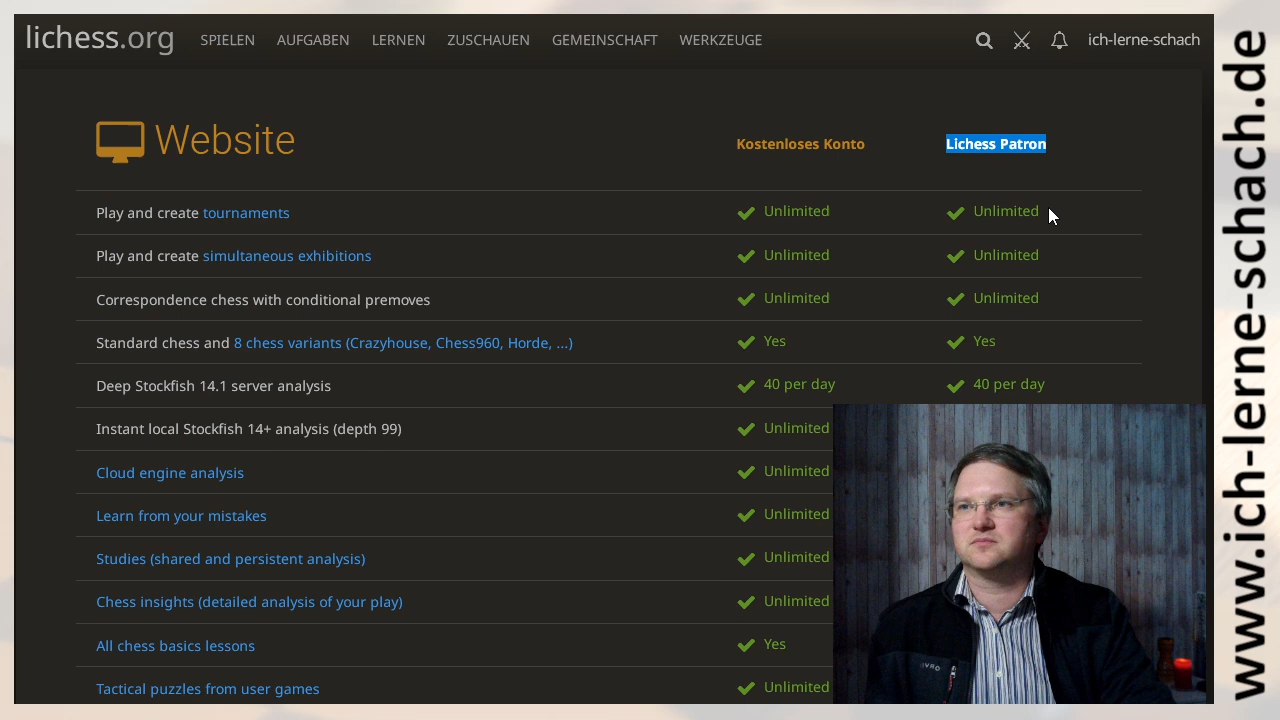 lichess.org SPIELEN AUFGABEN LERNEN ZUSCHAUEN GEMEINSCHAFT WERKZEUGE ich-lerne-schach
Website Kostenloses Konto Lichess Patron
Play and create tournaments Unlimited Unlimited
Play and create simultaneous exhibitions Unlimited Unlimited
Correspondence chess with conditional premoves Unlimited Unlimited
Standard chess and 8 chess variants (Crazyhouse, Chess960, Horde, ...) Yes Yes
Deep Stockfish 14.1 server analysis 40 per day 40 per day
Instant local Stockfish 14+ analysis (depth 99) Unlimited
Cloud engine analysis Unlimited
Learn from your mistakes Unlimited
Studies (shared and persistent analysis) Unlimited
Chess insights (detailed analysis of your play) Unlimited
All chess basics lessons Yes
Tactical puzzles from user games Unlimited
www.ich-lerne-schach.de